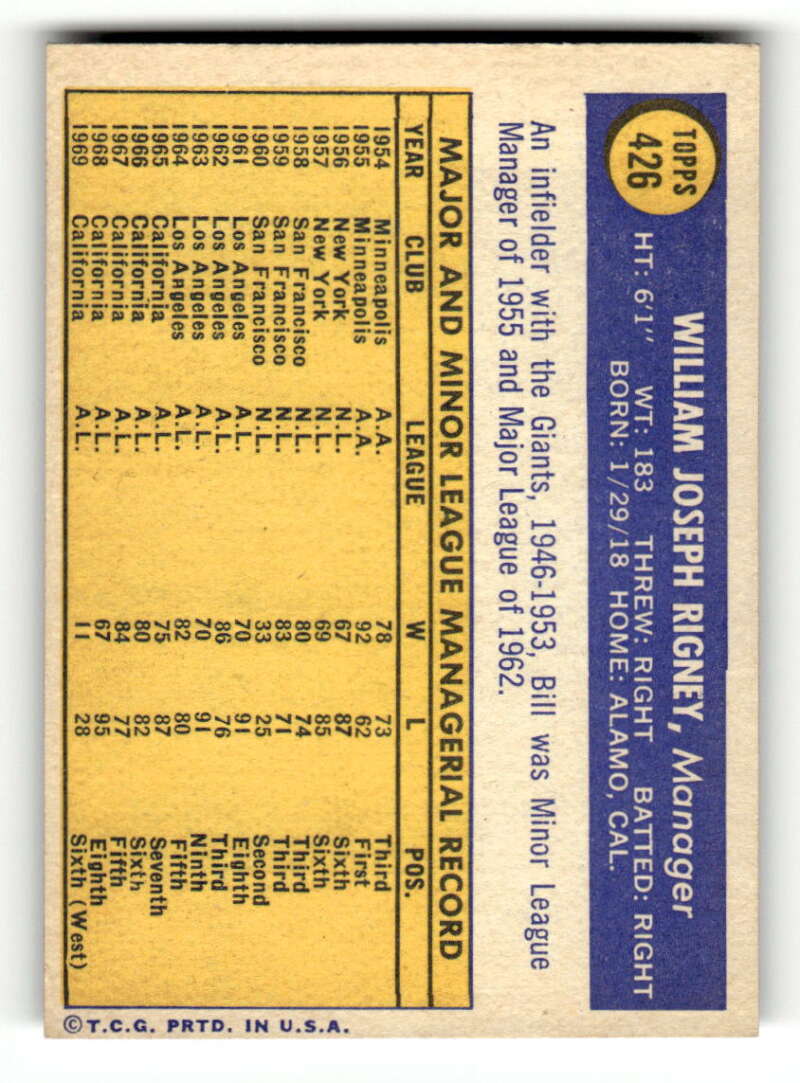 TOPPS
426
WILLIAM JOSEPH RIGNEY, Manager
HT: 6'1" WT: 183 THREW: RIGHT BATTED: RIGHT
BORN: 1/29/18 HOME: ALAMO, CAL.
An infielder with the Giants, 1946-1953, Bill was Minor League
Manager of 1955 and Major League of 1962.
MAJOR AND MINOR LEAGUE MANAGERIAL RECORD
YEAR CLUB LEAGUE W L POS.
1954 Minneapolis A.A. 78 73 Third
1955 Minneapolis A.A. 92 62 First
1956 New York N.L. 67 87 Sixth
1957 New York N.L. 69 85 Sixth
1958 San Francisco N.L. 80 74 Third
1959 San Francisco N.L. 83 71 Third
1960 San Francisco N.L. 33 25 Second
1961 Los Angeles A.L. 70 91 Eighth
1962 Los Angeles A.L. 86 76 Third
1963 Los Angeles A.L. 70 91 Ninth
1964 Los Angeles A.L. 82 80 Fifth
1965 California A.L. 75 87 Seventh
1966 California A.L. 80 82 Sixth
1967 California A.L. 84 77 Fifth
1968 California A.L. 67 95 Eighth
1969 California A.L. 11 28 Sixth (West)
© T.C.G. PRTD. IN U.S.A.